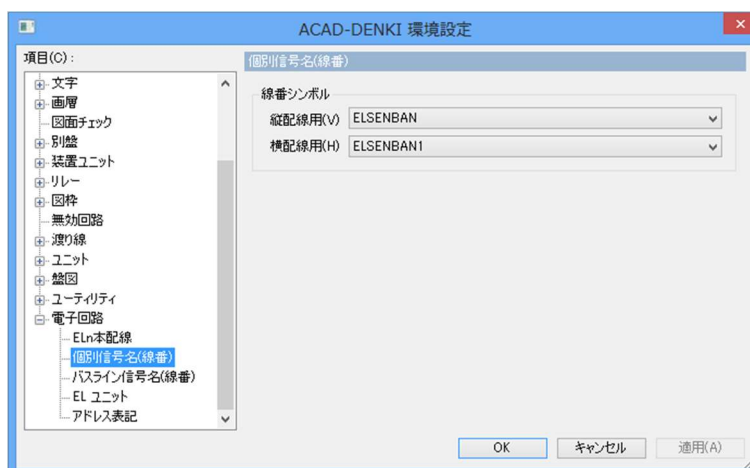 ACAD-DENKI 環境設定
項目(C):
文字
画層
図面チェック
別盤
装置ユニット
リレー
図枠
無効回路
渡り線
ユニット
盤図
ユーティリティ
電子回路
ELn本配線
個別信号名(線番)
バスライン信号名(線番)
EL ユニット
アドレス表記
個別信号名(線番)
線番シンボル
縦配線用(V) ELSENBAN
横配線用(H) ELSENBAN1
OK キャンセル 適用(A)